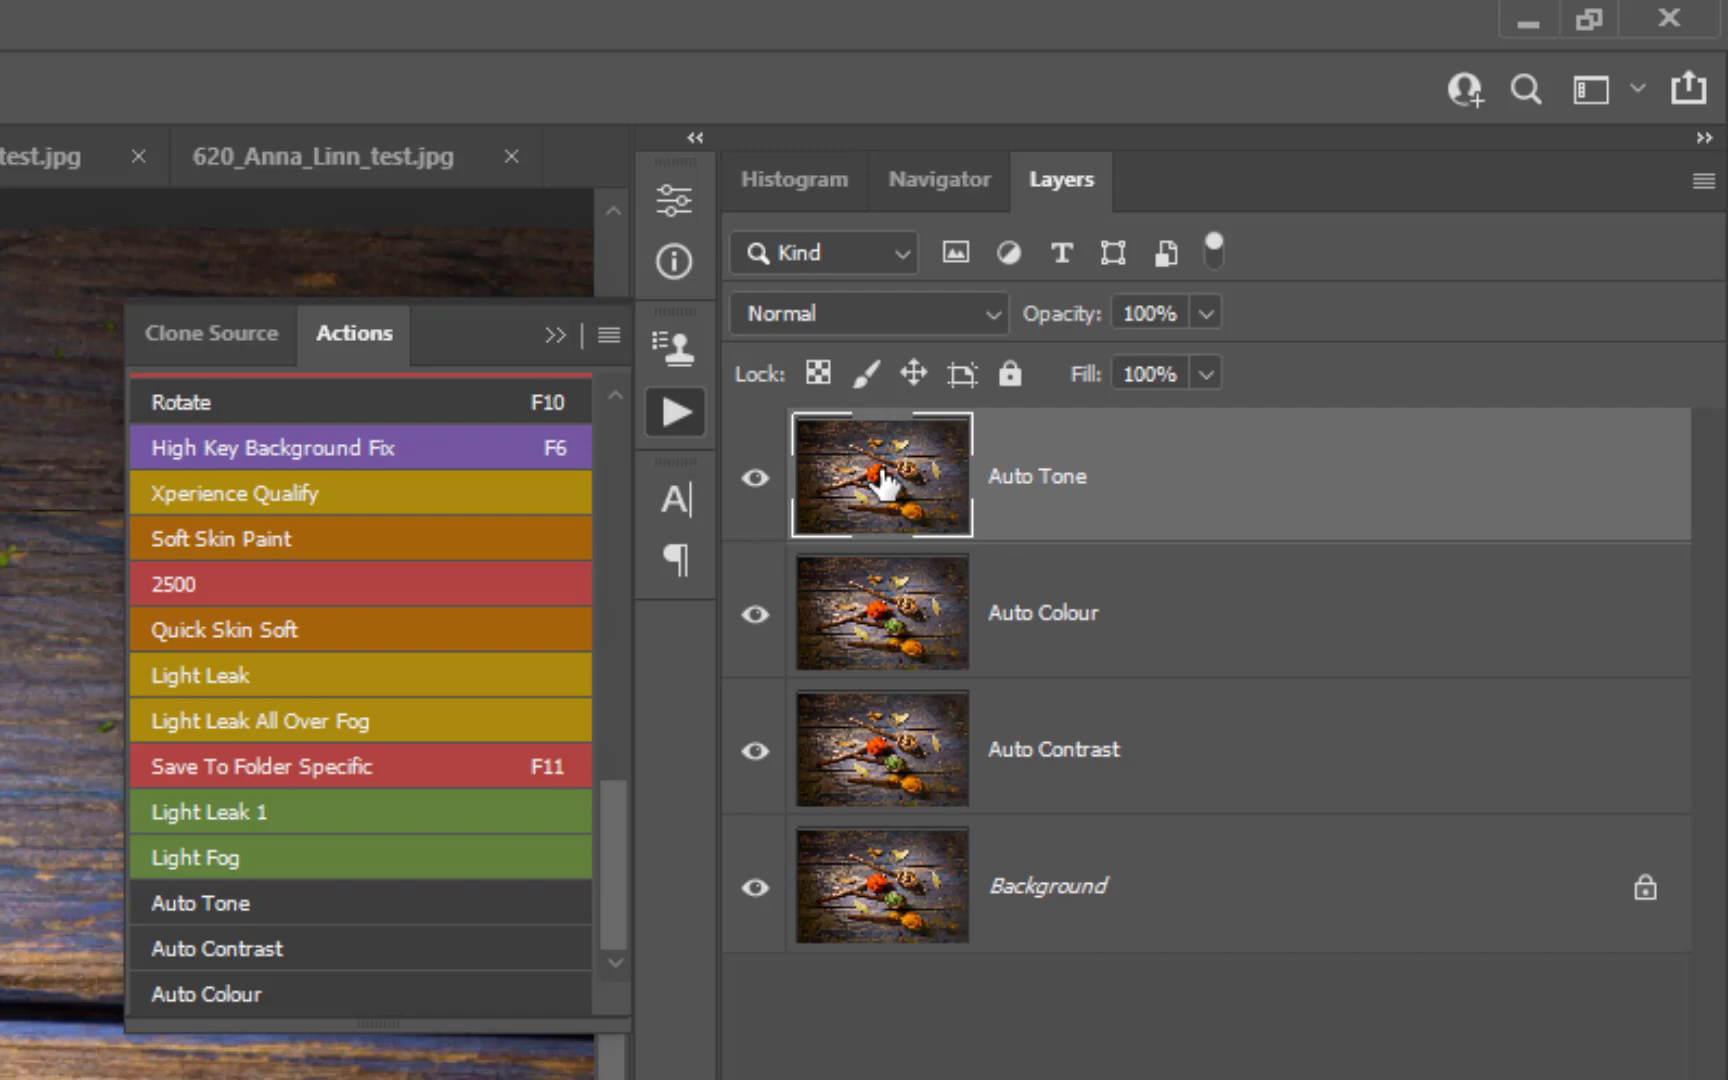 test.jpg
620_Anna_Linn_test.jpg
Histogram
Navigator
Layers
Kind
Normal
Opacity: 100%
Lock:
Fill: 100%
Clone Source
Actions
Rotate F10
High Key Background Fix F6
Xperience Qualify
Soft Skin Paint
2500
Quick Skin Soft
Light Leak
Light Leak All Over Fog
Save To Folder Specific F11
Light Leak 1
Light Fog
Auto Tone
Auto Contrast
Auto Colour
Auto Tone
Auto Colour
Auto Contrast
Background